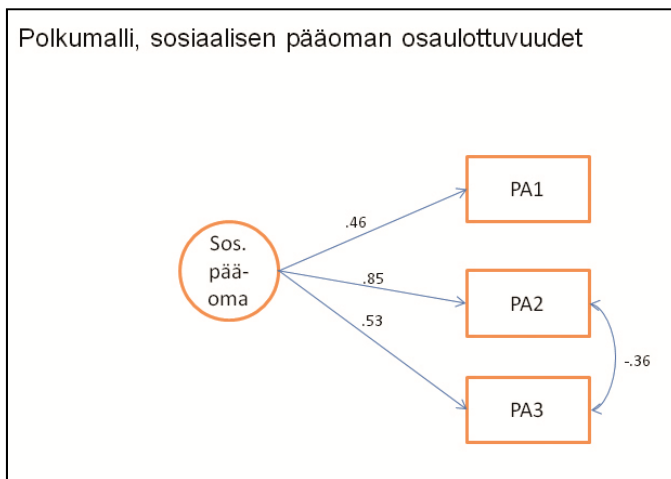 Polkumalli, sosiaalisen pääoman osaulottuvuudet
PA1
.46
Sos.
pää-
oma
.85
PA2
.53
-.36
PA3